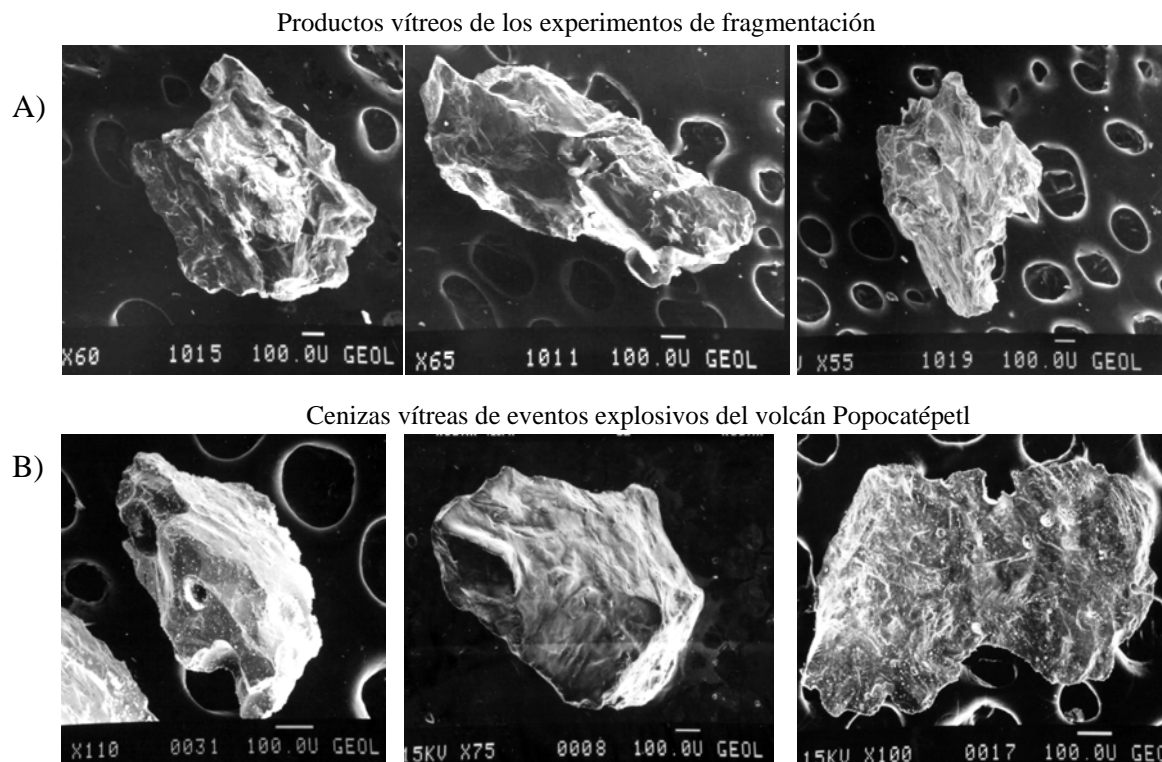 Productos vítreos de los experimentos de fragmentación
A)
X60 1015 100.0U GEOL
X65 1011 100.0U GEOL
X55 1019 100.0U GEOL
Cenizas vítreas de eventos explosivos del volcán Popocatépetl
B)
X110 0031 100.0U GEOL
15KV X75 0008 100.0U GEOL
15KV X100 0017 100.0U GEO